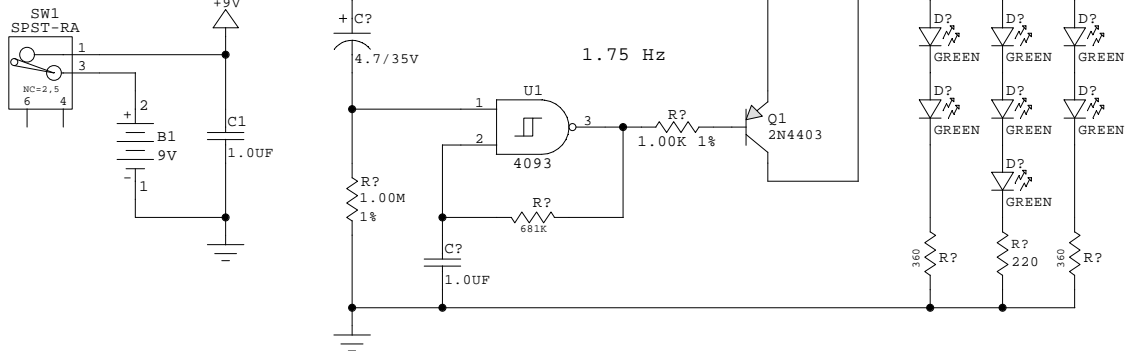 +9V
SW1
SPST-RA
1
3
NC=2,5
6 4
+ 2
B1
9V
- 1
C1
1.0UF
+ C?
4.7/35V
1.75 Hz
U1
1
2
3
4093
R?
1.00K 1%
Q1
2N4403
R?
1.00M
1%
R?
681K
C?
1.0UF
D?
GREEN
D?
GREEN
D?
GREEN
D?
GREEN
D?
GREEN
D?
GREEN
D?
GREEN
360
R?
R?
220
360
R?